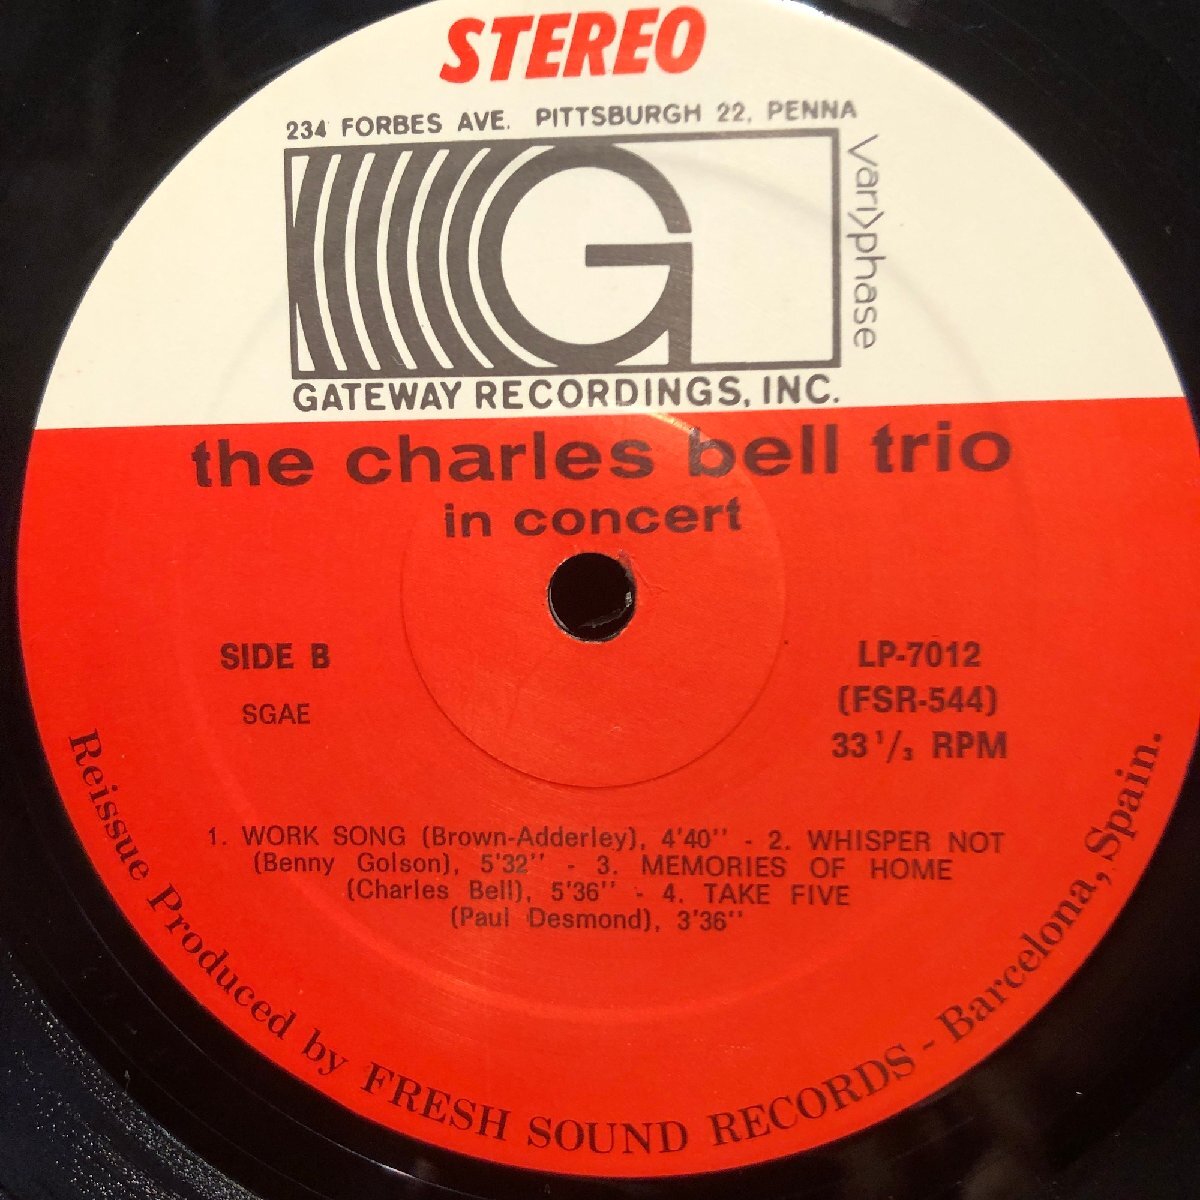 STEREO
234 FORBES AVE. PITTSBURGH 22, PENNA
vari>phase
G
GATEWAY RECORDINGS, INC.
the charles bell trio
in concert
SIDE B
SGAE
LP-7012
(FSR-544)
33 1/3 RPM
1. WORK SONG (Brown-Adderley), 4'40'' - 2. WHISPER NOT
(Benny Golson), 5'32'' - 3. MEMORIES OF HOME
(Charles Bell), 5'36'' - 4. TAKE FIVE
(Paul Desmond), 3'36''
Reissue Produced by FRESH SOUND RECORDS - Barcelona, Spain.